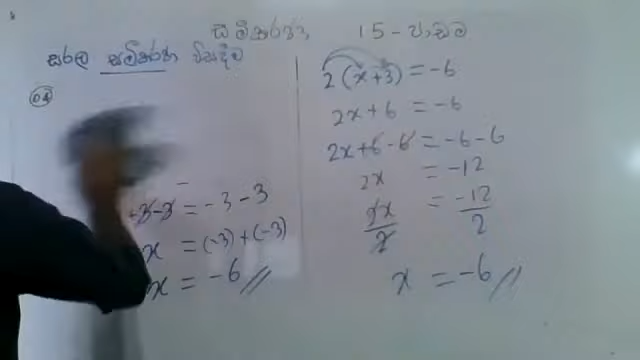 සමීකරණ 15 - පාඩම
සරල සමීකරණ විසඳීම
04
+3-3 = -3-3
x = (-3)+(-3)
x = -6//
2(x+3) = -6
2x+6 = -6
2x+6-6 = -6-6
2x = -12
2x/2 = -12/2
x = -6//